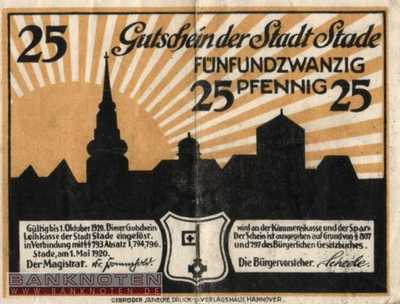 25 Gutschein der Stadt Stade
FÜNFUNDZWANZIG
25 PFENNIG 25
Gültig bis 1. Oktober 1920. Dieser Gutschein
Leihkasse der Stadt Stade eingelöst.
in Verbindung mit §§ 793 Absatz 1, 794, 796.
Stade, am 1. Mai 1920.
Der Magistrat.
wird an der Kämmereikasse und der Spar=
Der Schein ist ausgegeben auf Grund von § 807
und 797 des Bürgerlichen Gesetzbuches.
Die Bürgervorsteher.
BANKNOTEN
WWW.BANKNOTEN.DE
GEBRÜDER JÄNECKE, DRUCK- U. VERLAGSHAUS, HANNOVER.